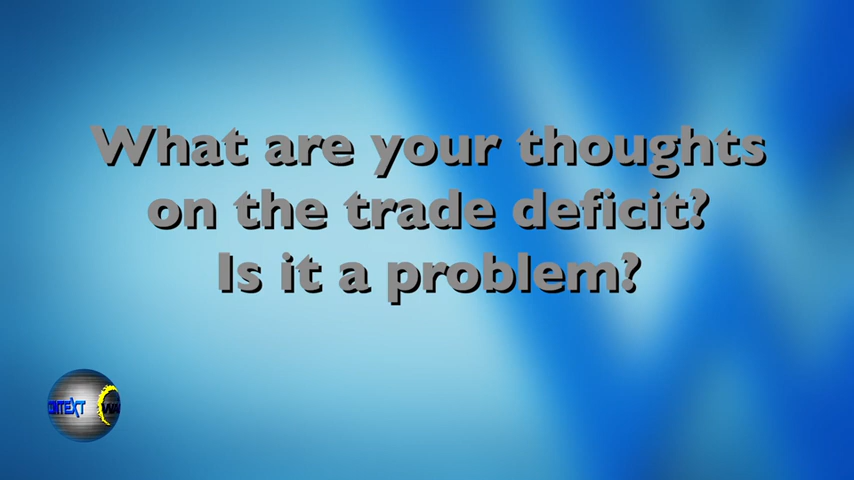 What are your thoughts
on the trade deficit?
Is it a problem?